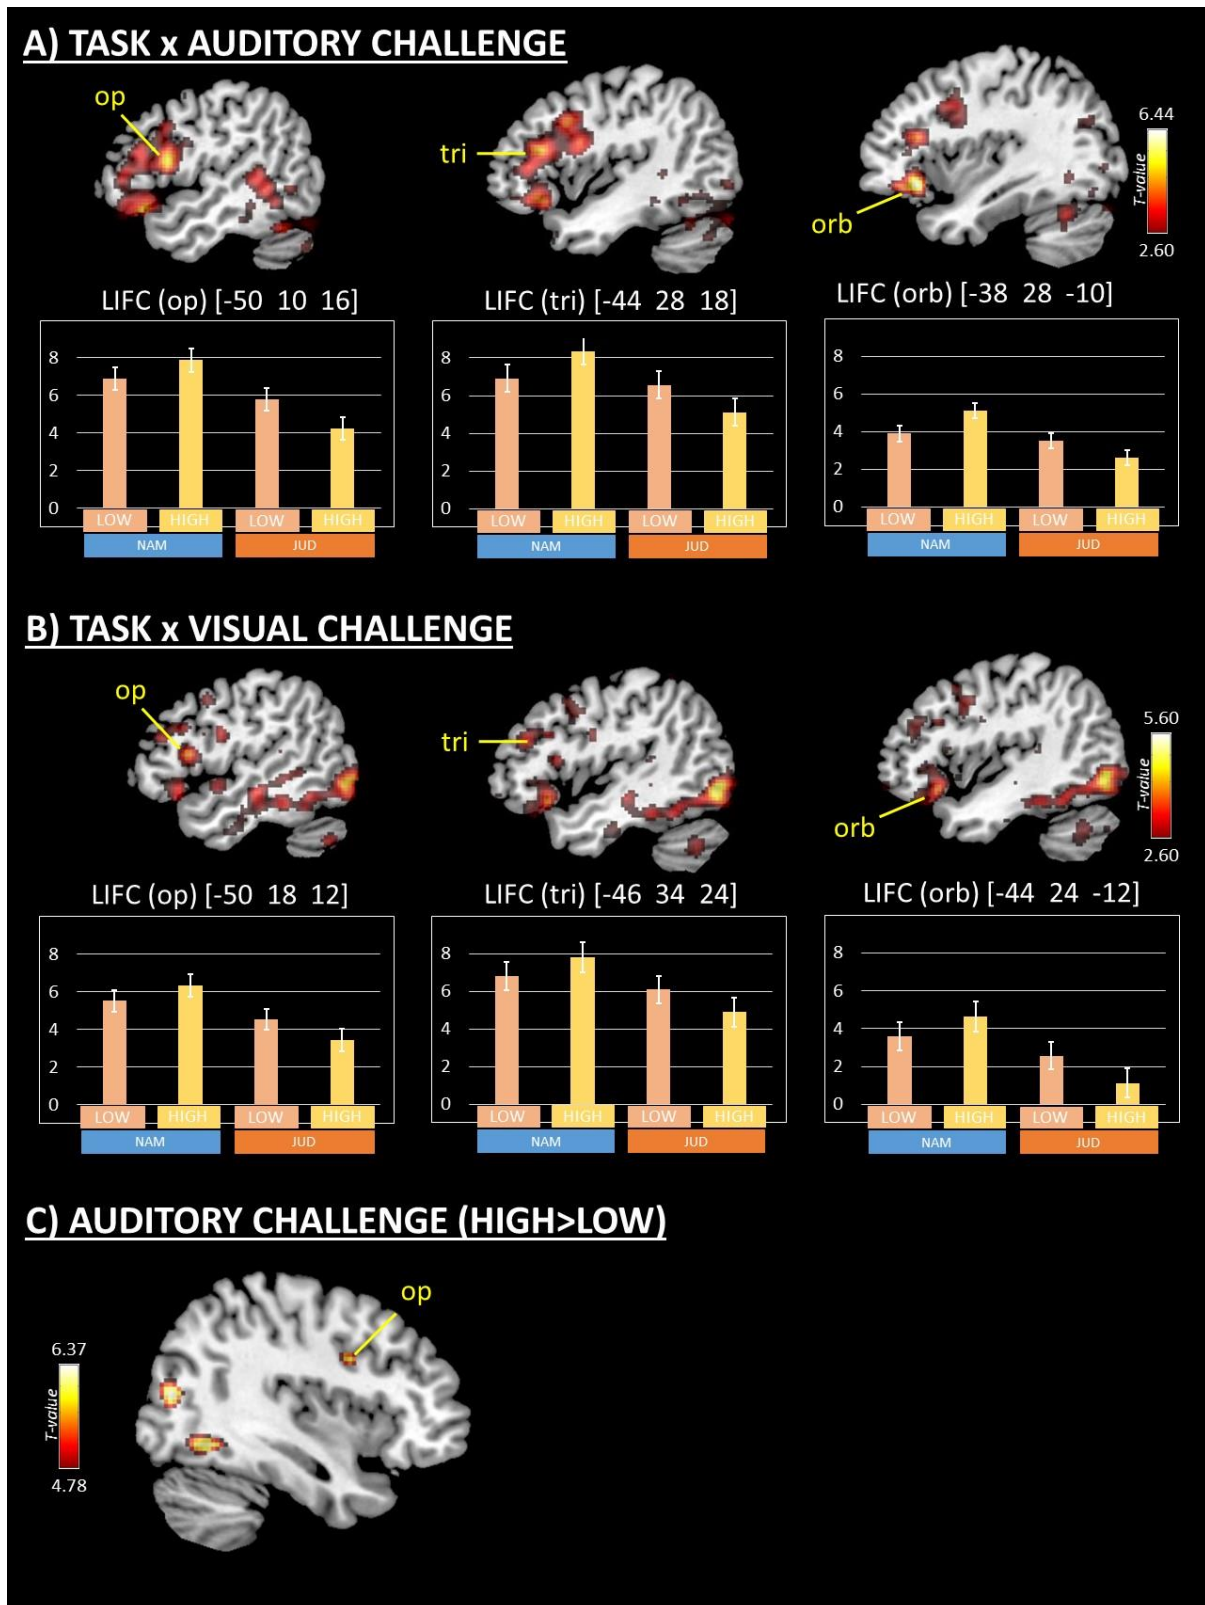 A) TASK x AUDITORY CHALLENGE
op
tri
orb
6.44
T-value
2.60
LIFC (op) [-50 10 16]
LIFC (tri) [-44 28 18]
LIFC (orb) [-38 28 -10]
8
6
4
2
0
LOW HIGH LOW HIGH
NAM JUD
8
6
4
2
0
LOW HIGH LOW HIGH
NAM JUD
8
6
4
2
0
LOW HIGH LOW HIGH
NAM JUD
B) TASK x VISUAL CHALLENGE
op
tri
orb
5.60
T-value
2.60
LIFC (op) [-50 18 12]
LIFC (tri) [-46 34 24]
LIFC (orb) [-44 24 -12]
8
6
4
2
0
LOW HIGH LOW HIGH
NAM JUD
8
6
4
2
0
LOW HIGH LOW HIGH
NAM JUD
8
6
4
2
0
LOW HIGH LOW HIGH
NAM JUD
C) AUDITORY CHALLENGE (HIGH>LOW)
op
6.37
T-value
4.78